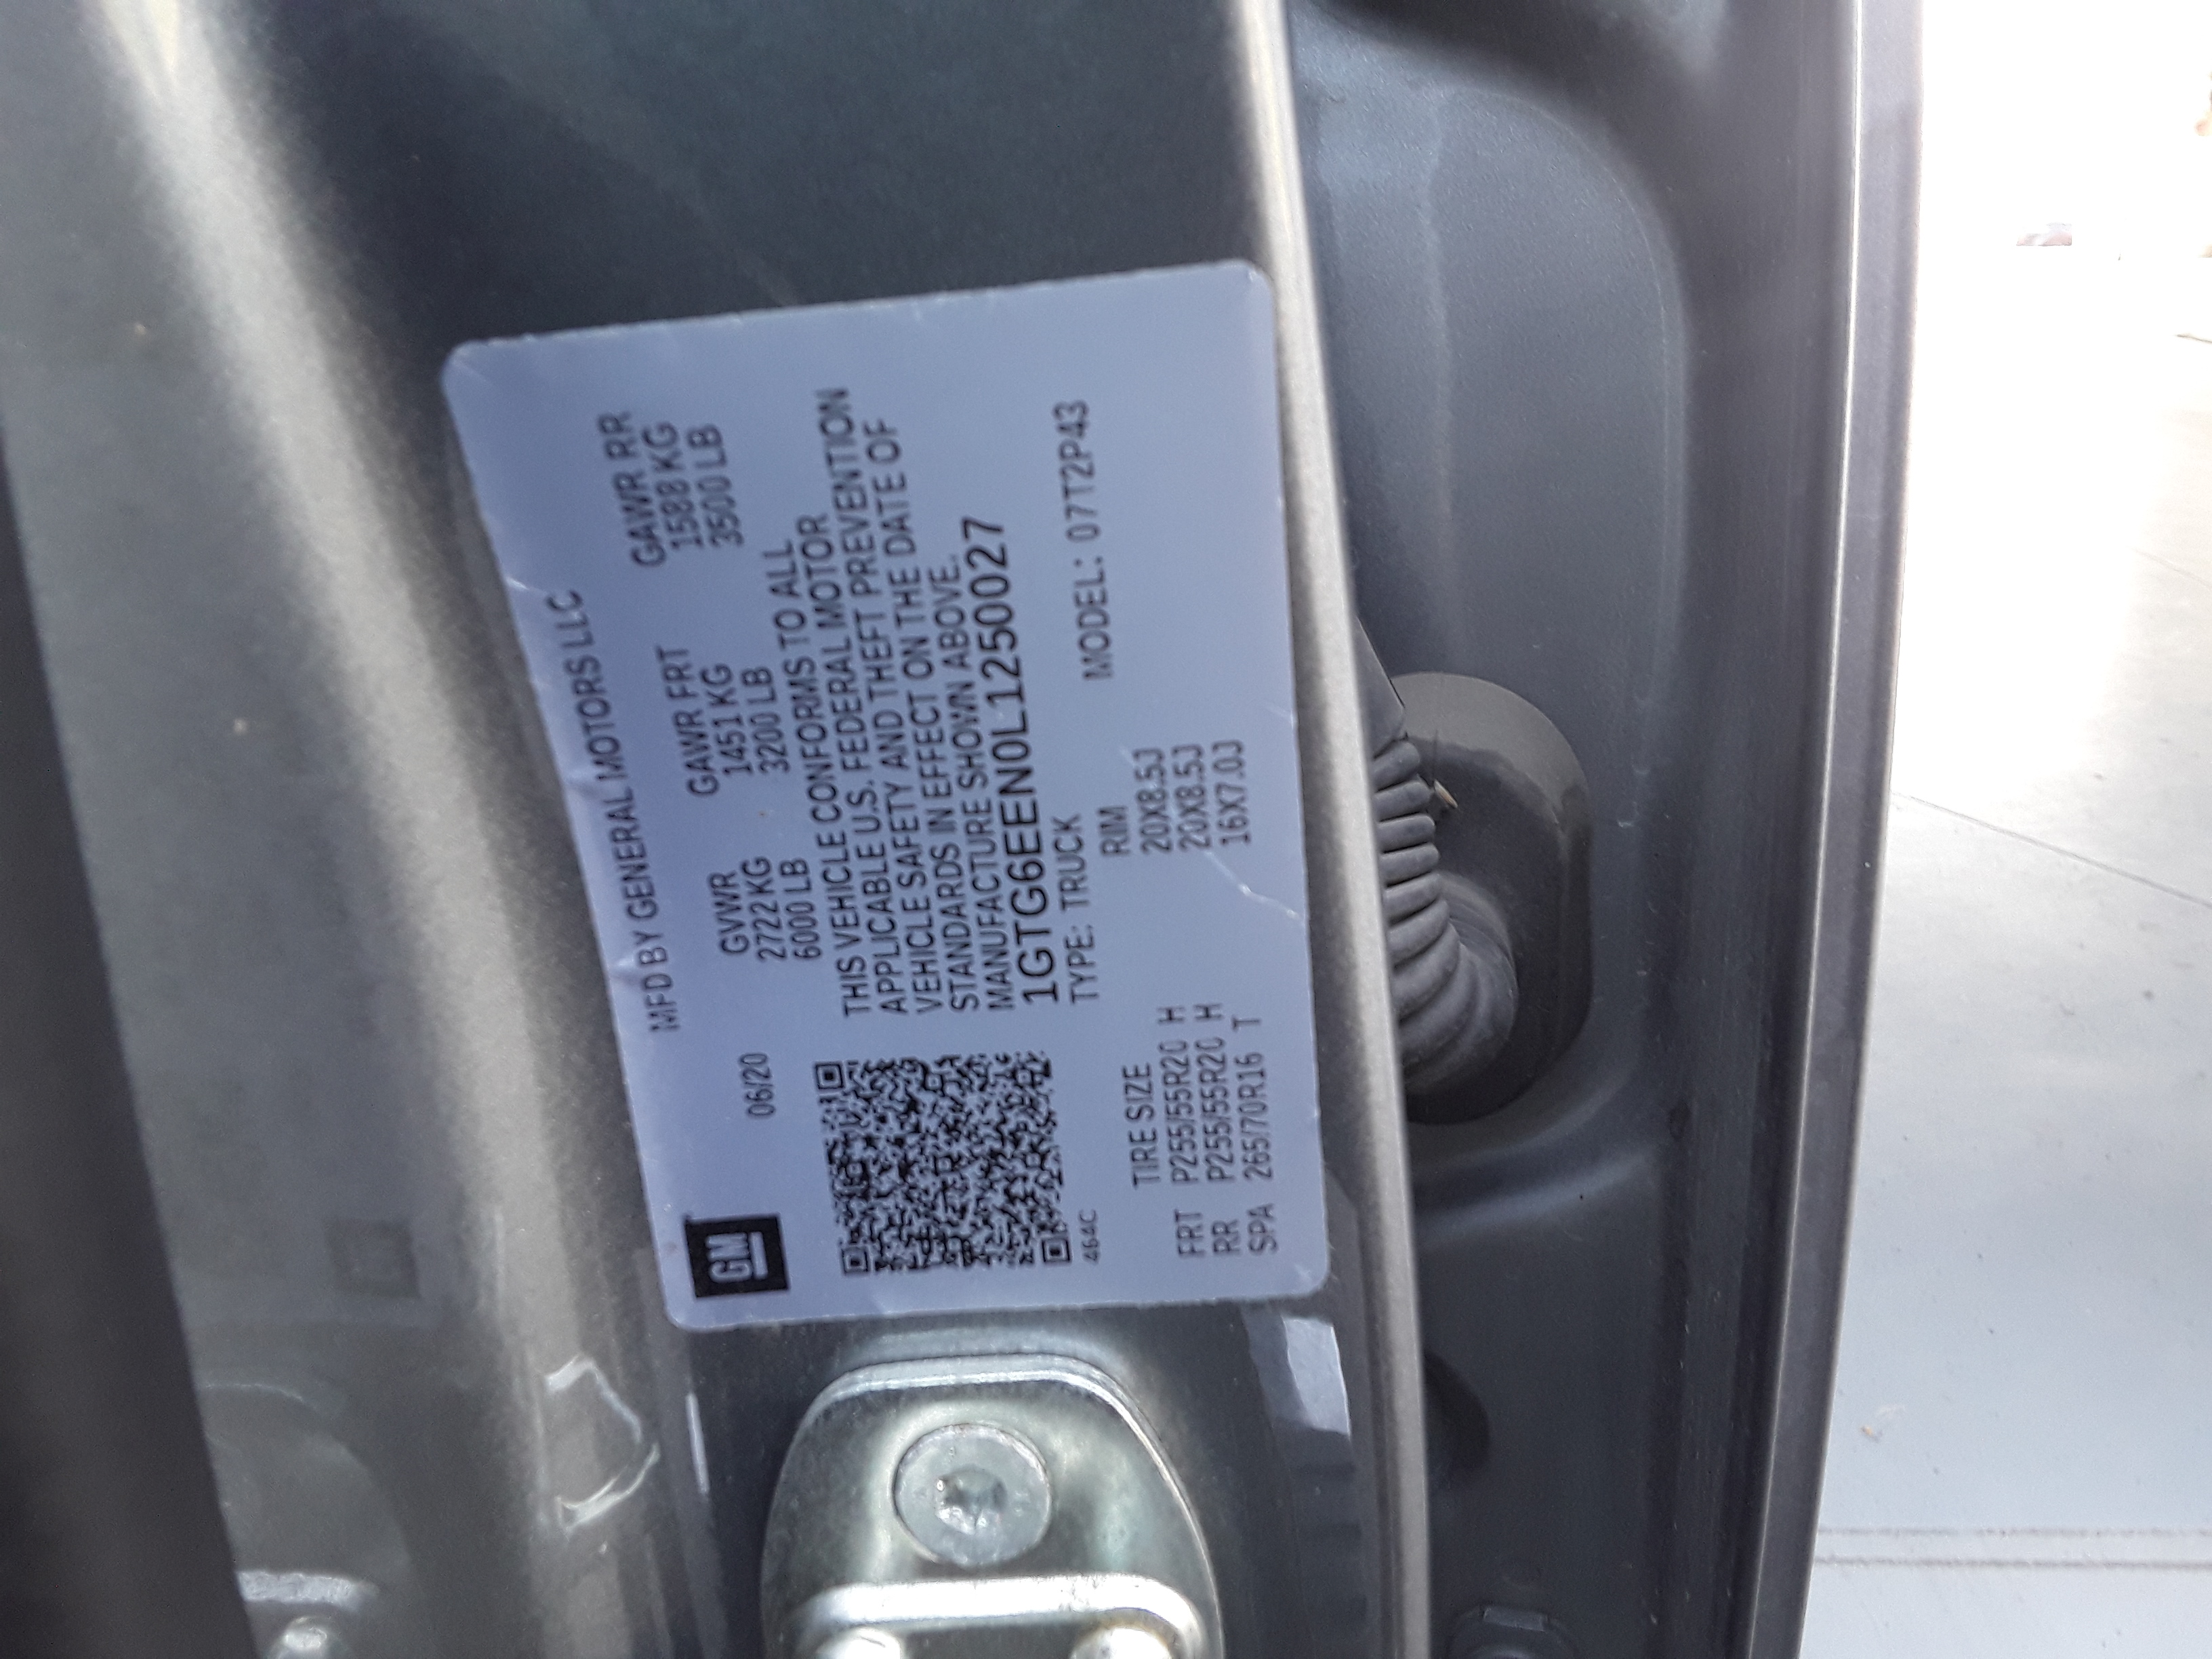 GM
MFD BY GENERAL MOTORS LLC
06/20
GVWR GAWR FRT GAWR RR
2722 KG 1451 KG 1588 KG
6000 LB 3200 LB 3500 LB
THIS VEHICLE CONFORMS TO ALL
APPLICABLE U.S. FEDERAL MOTOR
VEHICLE SAFETY AND THEFT PREVENTION
STANDARDS IN EFFECT ON THE DATE OF
MANUFACTURE SHOWN ABOVE.
1GTG6EEN0L1250027
464C
TYPE: TRUCK MODEL: 07T2P43
TIRE SIZE RIM
FRT P255/55R20 H 20X8.5J
RR P255/55R20 H 20X8.5J
SPA 265/70R16 T 16X7.0J